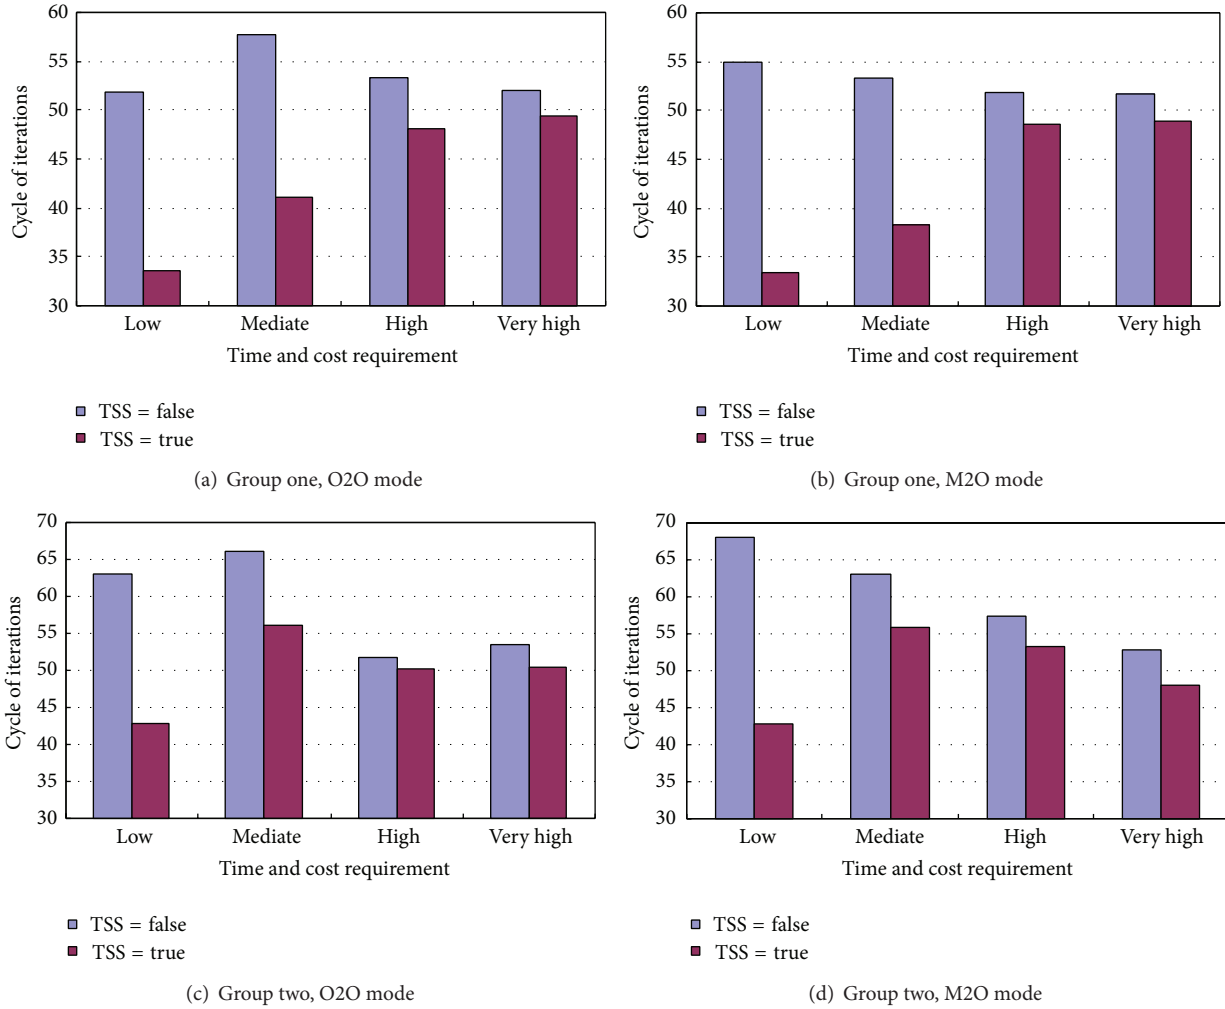 60
55
50
45
40
35
30
Cycle of iterations
Low
Mediate
High
Very high
Time and cost requirement
TSS = false
TSS = true
(a) Group one, O2O mode
60
55
50
45
40
35
30
Cycle of iterations
Low
Mediate
High
Very high
Time and cost requirement
TSS = false
TSS = true
(b) Group one, M2O mode
70
65
60
55
50
45
40
35
30
Cycle of iterations
Low
Mediate
High
Very high
Time and cost requirement
TSS = false
TSS = true
(c) Group two, O2O mode
70
65
60
55
50
45
40
35
30
Cycle of iterations
Low
Mediate
High
Very high
Time and cost requirement
TSS = false
TSS = true
(d) Group two, M2O mode